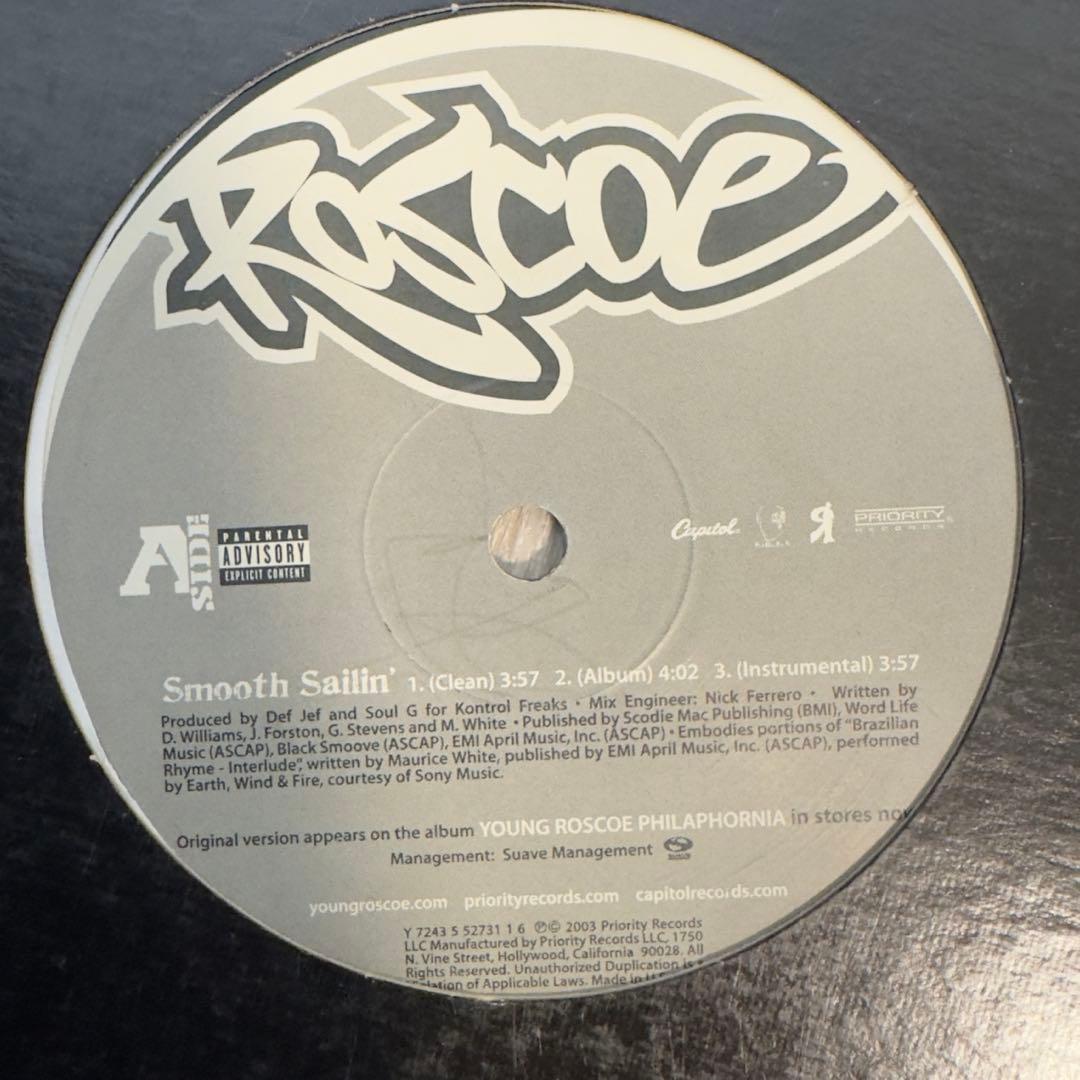 Roscoe
A SIDE
PARENTAL
ADVISORY
EXPLICIT CONTENT
Capitol
PRIORITY
RECORDS
Smooth Sailin' 1. (Clean) 3:57 2. (Album) 4:02 3. (Instrumental) 3:57
Produced by Def Jef and Soul G for Kontrol Freaks • Mix Engineer: Nick Ferrero • Written by
D. Williams, J. Forston, G. Stevens and M. White • Published by Scodie Mac Publishing (BMI), Word Life
Music (ASCAP), Black Smoove (ASCAP), EMI April Music, Inc. (ASCAP) • Embodies portions of "Brazilian
Rhyme - Interlude", written by Maurice White, published by EMI April Music, Inc. (ASCAP), performed
by Earth, Wind & Fire, courtesy of Sony Music.
Original version appears on the album YOUNG ROSCOE PHILAPHORNIA in stores now
Management: Suave Management
youngroscoe.com priorityrecords.com capitolrecords.com
Y 7243 5 52731 1 6 ℗© 2003 Priority Records
LLC Manufactured by Priority Records LLC, 1750
N. Vine Street, Hollywood, California 90028. All
Rights Reserved. Unauthorized Duplication is a
Violation of Applicable Laws. Made in U.S.